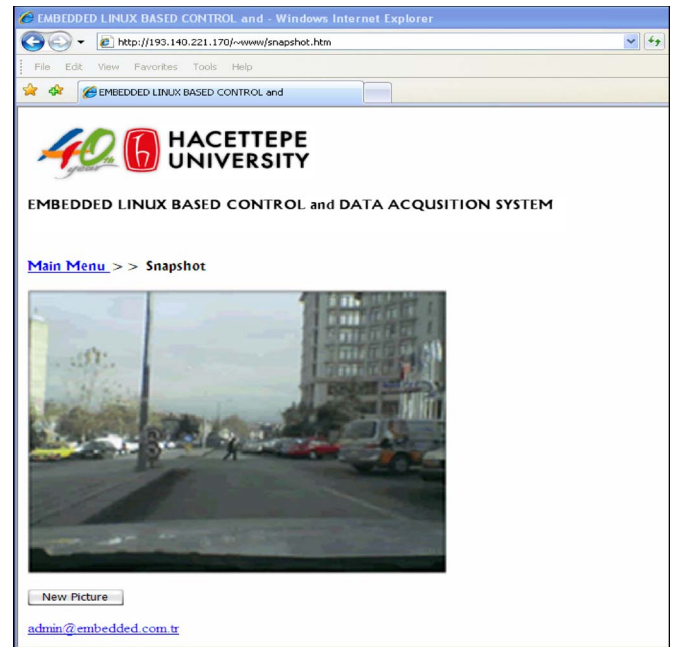 EMBEDDED LINUX BASED CONTROL and - Windows Internet Explorer
http://193.140.221.170/~www/snapshot.htm
File Edit View Favorites Tools Help
EMBEDDED LINUX BASED CONTROL and
40th year
HACETTEPE
UNIVERSITY
EMBEDDED LINUX BASED CONTROL and DATA ACQUSITION SYSTEM
Main Menu > > Snapshot
New Picture
admin@embedded.com.tr